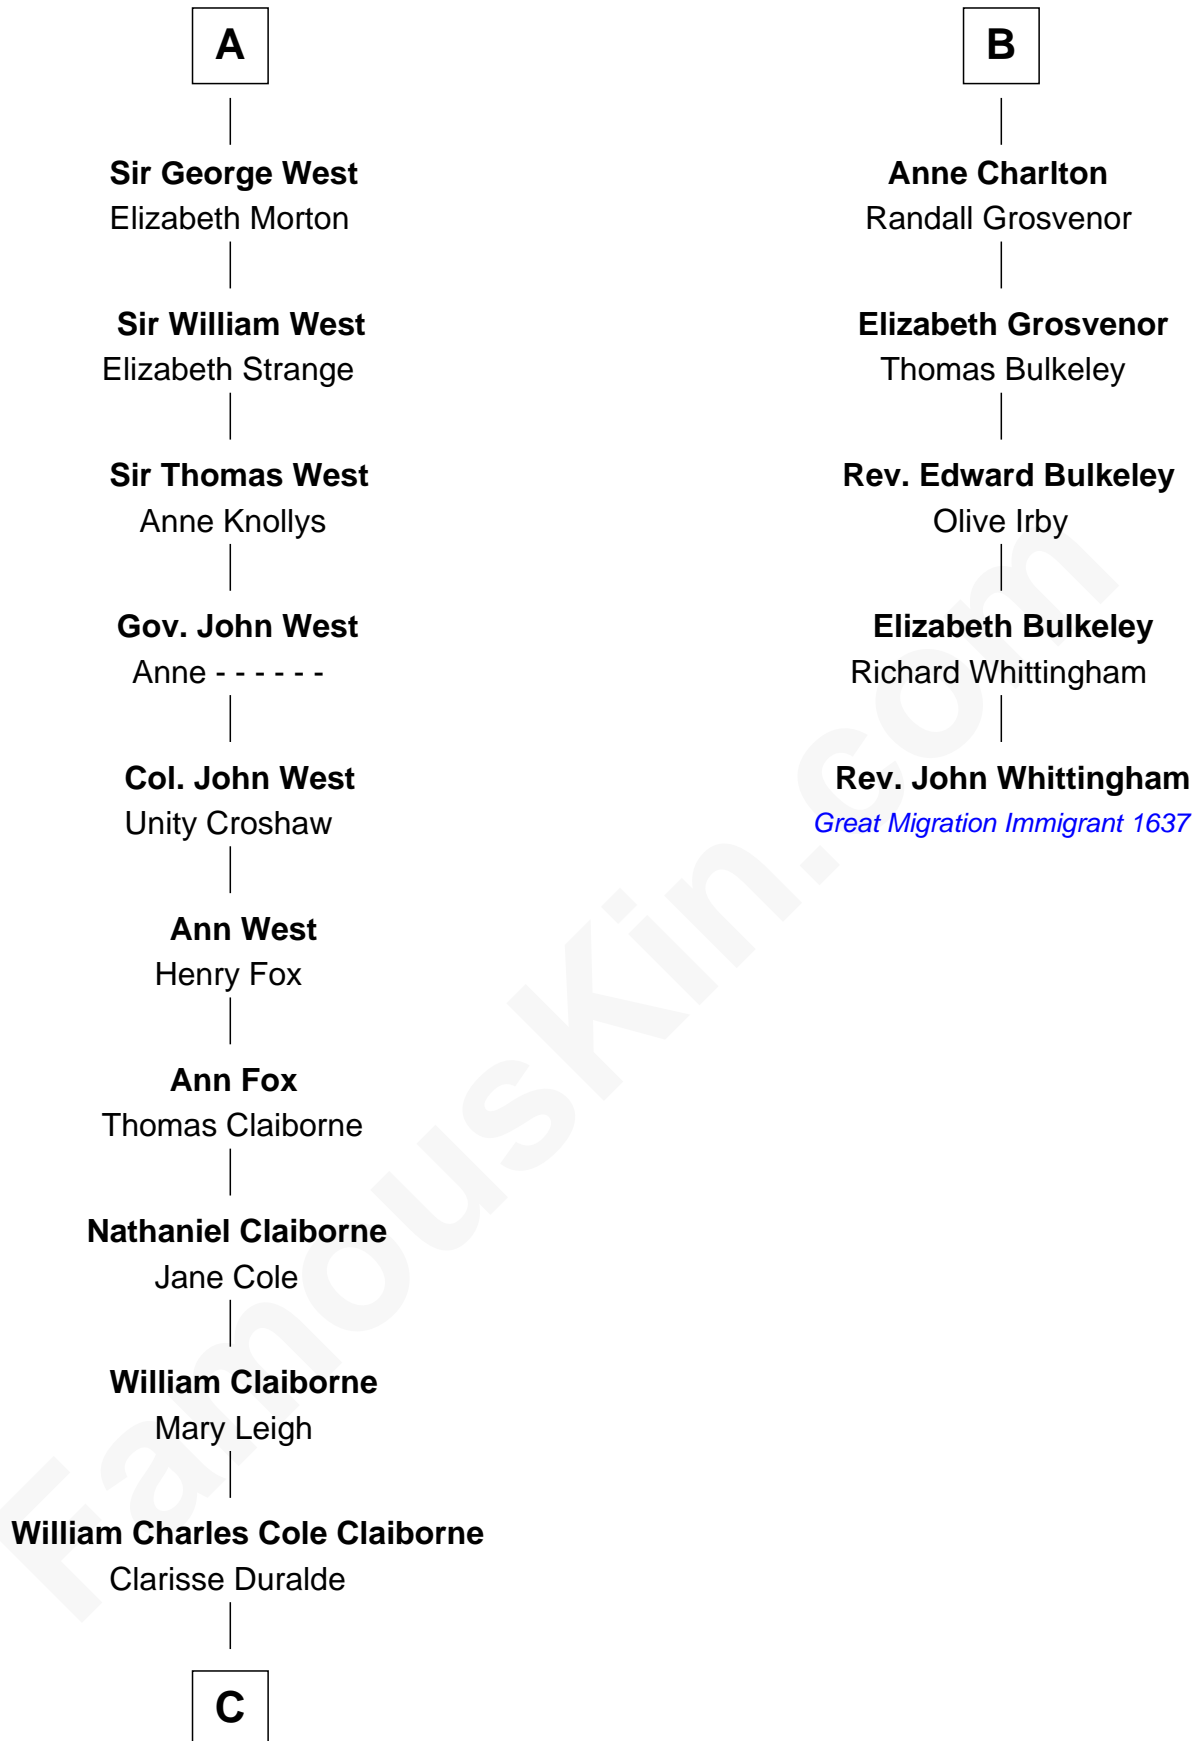 A
Sir George West
Elizabeth Morton
Sir William West
Elizabeth Strange
Sir Thomas West
Anne Knollys
Gov. John West
Anne - - - - - -
Col. John West
Unity Croshaw
Ann West
Henry Fox
Ann Fox
Thomas Claiborne
Nathaniel Claiborne
Jane Cole
William Claiborne
Mary Leigh
William Charles Cole Claiborne
Clarisse Duralde
C
B
Anne Charlton
Randall Grosvenor
Elizabeth Grosvenor
Thomas Bulkeley
Rev. Edward Bulkeley
Olive Irby
Elizabeth Bulkeley
Richard Whittingham
Rev. John Whittingham
Great Migration Immigrant 1637
FamousKin.com